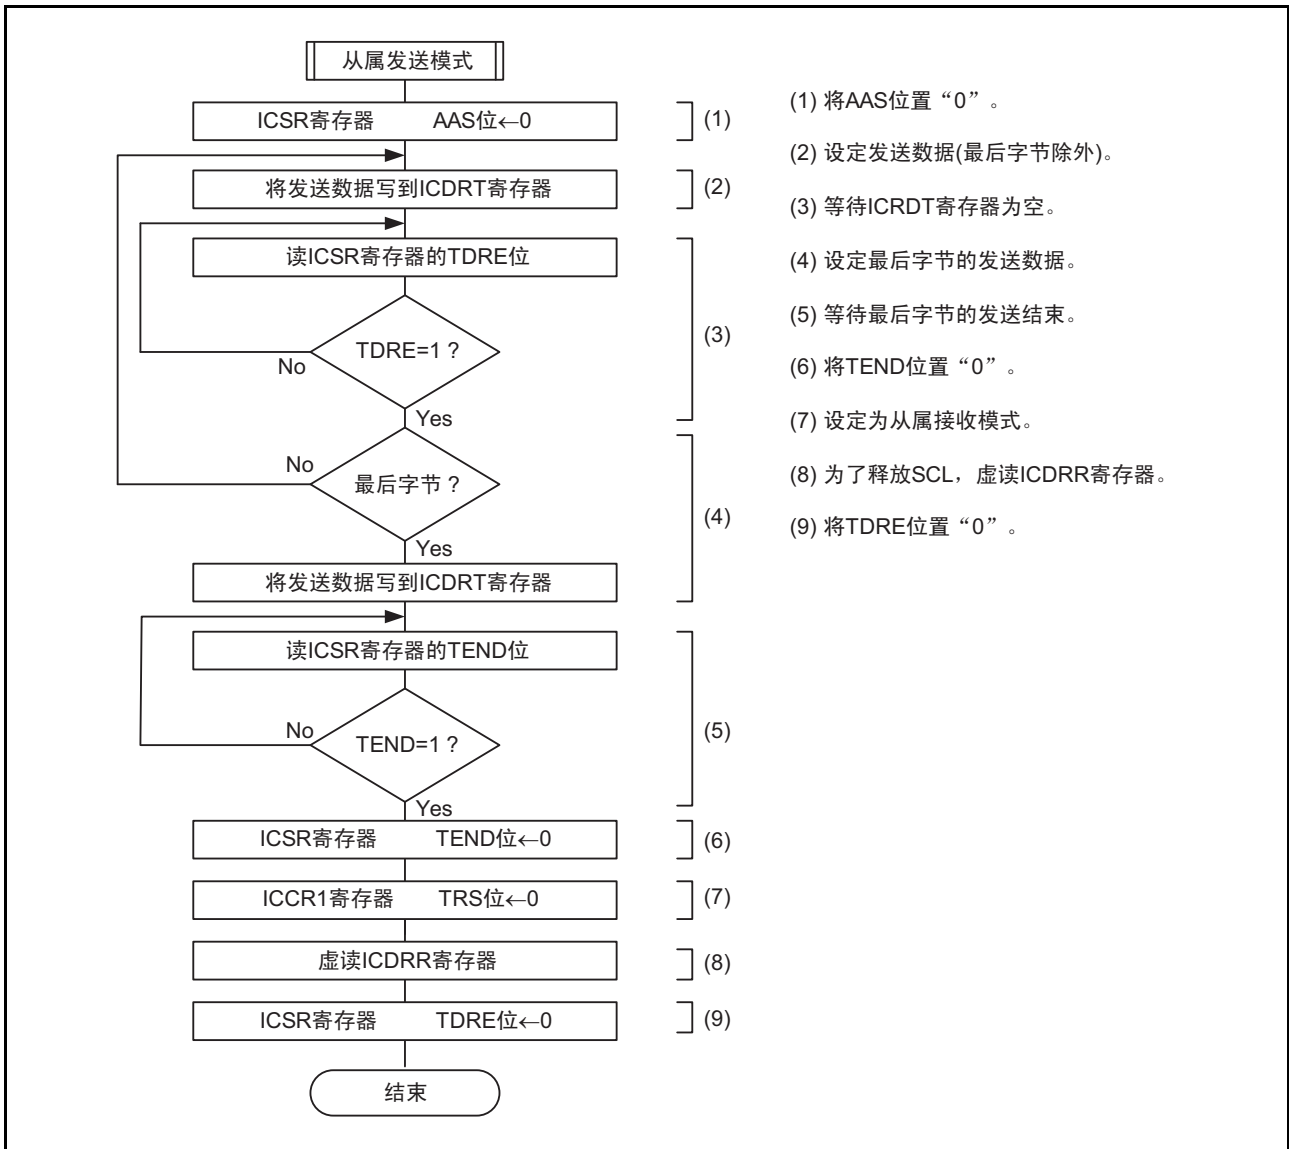 从属发送模式
ICSR寄存器 AAS位←0
(1)
将发送数据写到ICDRT寄存器
(2)
读ICSR寄存器的TDRE位
TDRE=1 ?
No
Yes
(3)
最后字节 ?
No
Yes
将发送数据写到ICDRT寄存器
(4)
读ICSR寄存器的TEND位
TEND=1 ?
No
Yes
(5)
ICSR寄存器 TEND位←0
(6)
ICCR1寄存器 TRS位←0
(7)
虚读ICDRR寄存器
(8)
ICSR寄存器 TDRE位←0
(9)
结束
(1) 将AAS位置“0”。
(2) 设定发送数据(最后字节除外)。
(3) 等待ICRDT寄存器为空。
(4) 设定最后字节的发送数据。
(5) 等待最后字节的发送结束。
(6) 将TEND位置“0”。
(7) 设定为从属接收模式。
(8) 为了释放SCL，虚读ICDRR寄存器。
(9) 将TDRE位置“0”。